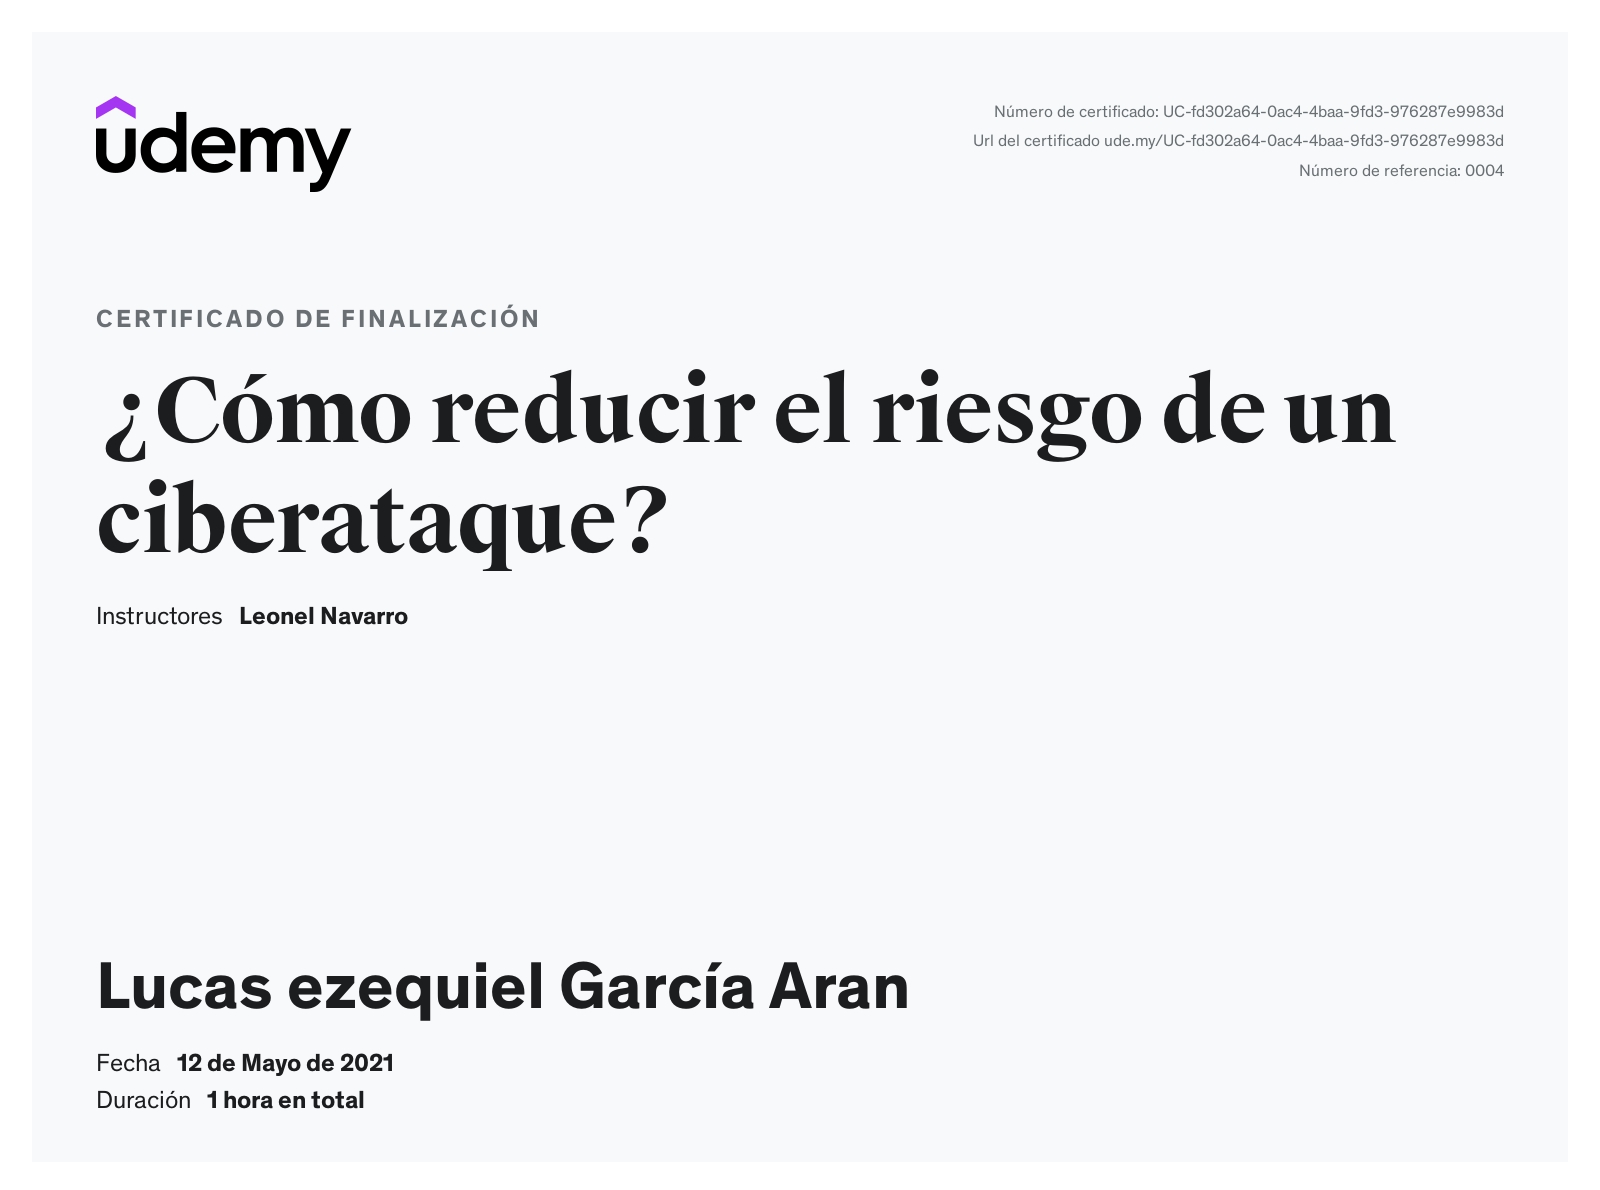 udemy
Número de certificado: UC-fd302a64-0ac4-4baa-9fd3-976287e9983d
Url del certificado ude.my/UC-fd302a64-0ac4-4baa-9fd3-976287e9983d
Número de referencia: 0004
CERTIFICADO DE FINALIZACIÓN
¿Cómo reducir el riesgo de un
ciberataque?
Instructores Leonel Navarro
Lucas ezequiel García Aran
Fecha 12 de Mayo de 2021
Duración 1 hora en total